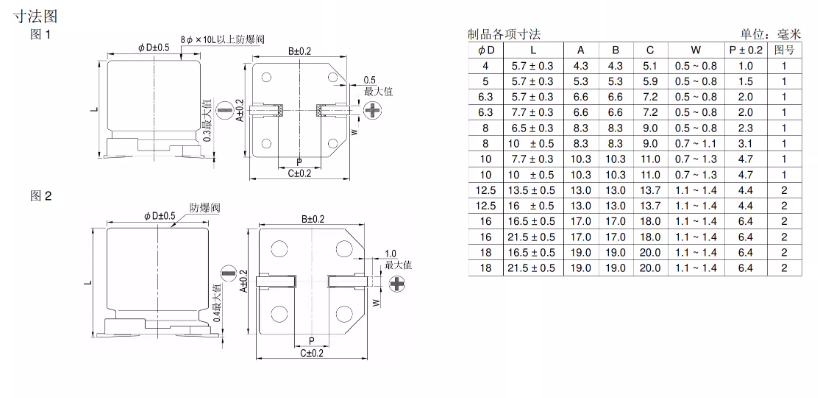 寸法图
图 1
8φ×10L以上防爆阀
φD±0.5
L
0.3最大值
B±0.2
A±0.2
0.5
最大值
W
P
C±0.2
图 2
防爆阀
φD±0.5
L
0.4最大值
B±0.2
A±0.2
1.0
最大值
W
P
C±0.2
制品各项寸法 单位：毫米
φD L A B C W P±0.2 图号
4 5.7±0.3 4.3 4.3 5.1 0.5~0.8 1.0 1
5 5.7±0.3 5.3 5.3 5.9 0.5~0.8 1.5 1
6.3 5.7±0.3 6.6 6.6 7.2 0.5~0.8 2.0 1
6.3 7.7±0.3 6.6 6.6 7.2 0.5~0.8 2.0 1
8 6.5±0.3 8.3 8.3 9.0 0.5~0.8 2.3 1
8 10 ±0.5 8.3 8.3 9.0 0.7~1.1 3.1 1
10 7.7±0.3 10.3 10.3 11.0 0.7~1.3 4.7 1
10 10 ±0.5 10.3 10.3 11.0 0.7~1.3 4.7 1
12.5 13.5±0.5 13.0 13.0 13.7 1.1~1.4 4.4 2
12.5 16 ±0.5 13.0 13.0 13.7 1.1~1.4 4.4 2
16 16.5±0.5 17.0 17.0 18.0 1.1~1.4 6.4 2
16 21.5±0.5 17.0 17.0 18.0 1.1~1.4 6.4 2
18 16.5±0.5 19.0 19.0 20.0 1.1~1.4 6.4 2
18 21.5±0.5 19.0 19.0 20.0 1.1~1.4 6.4 2